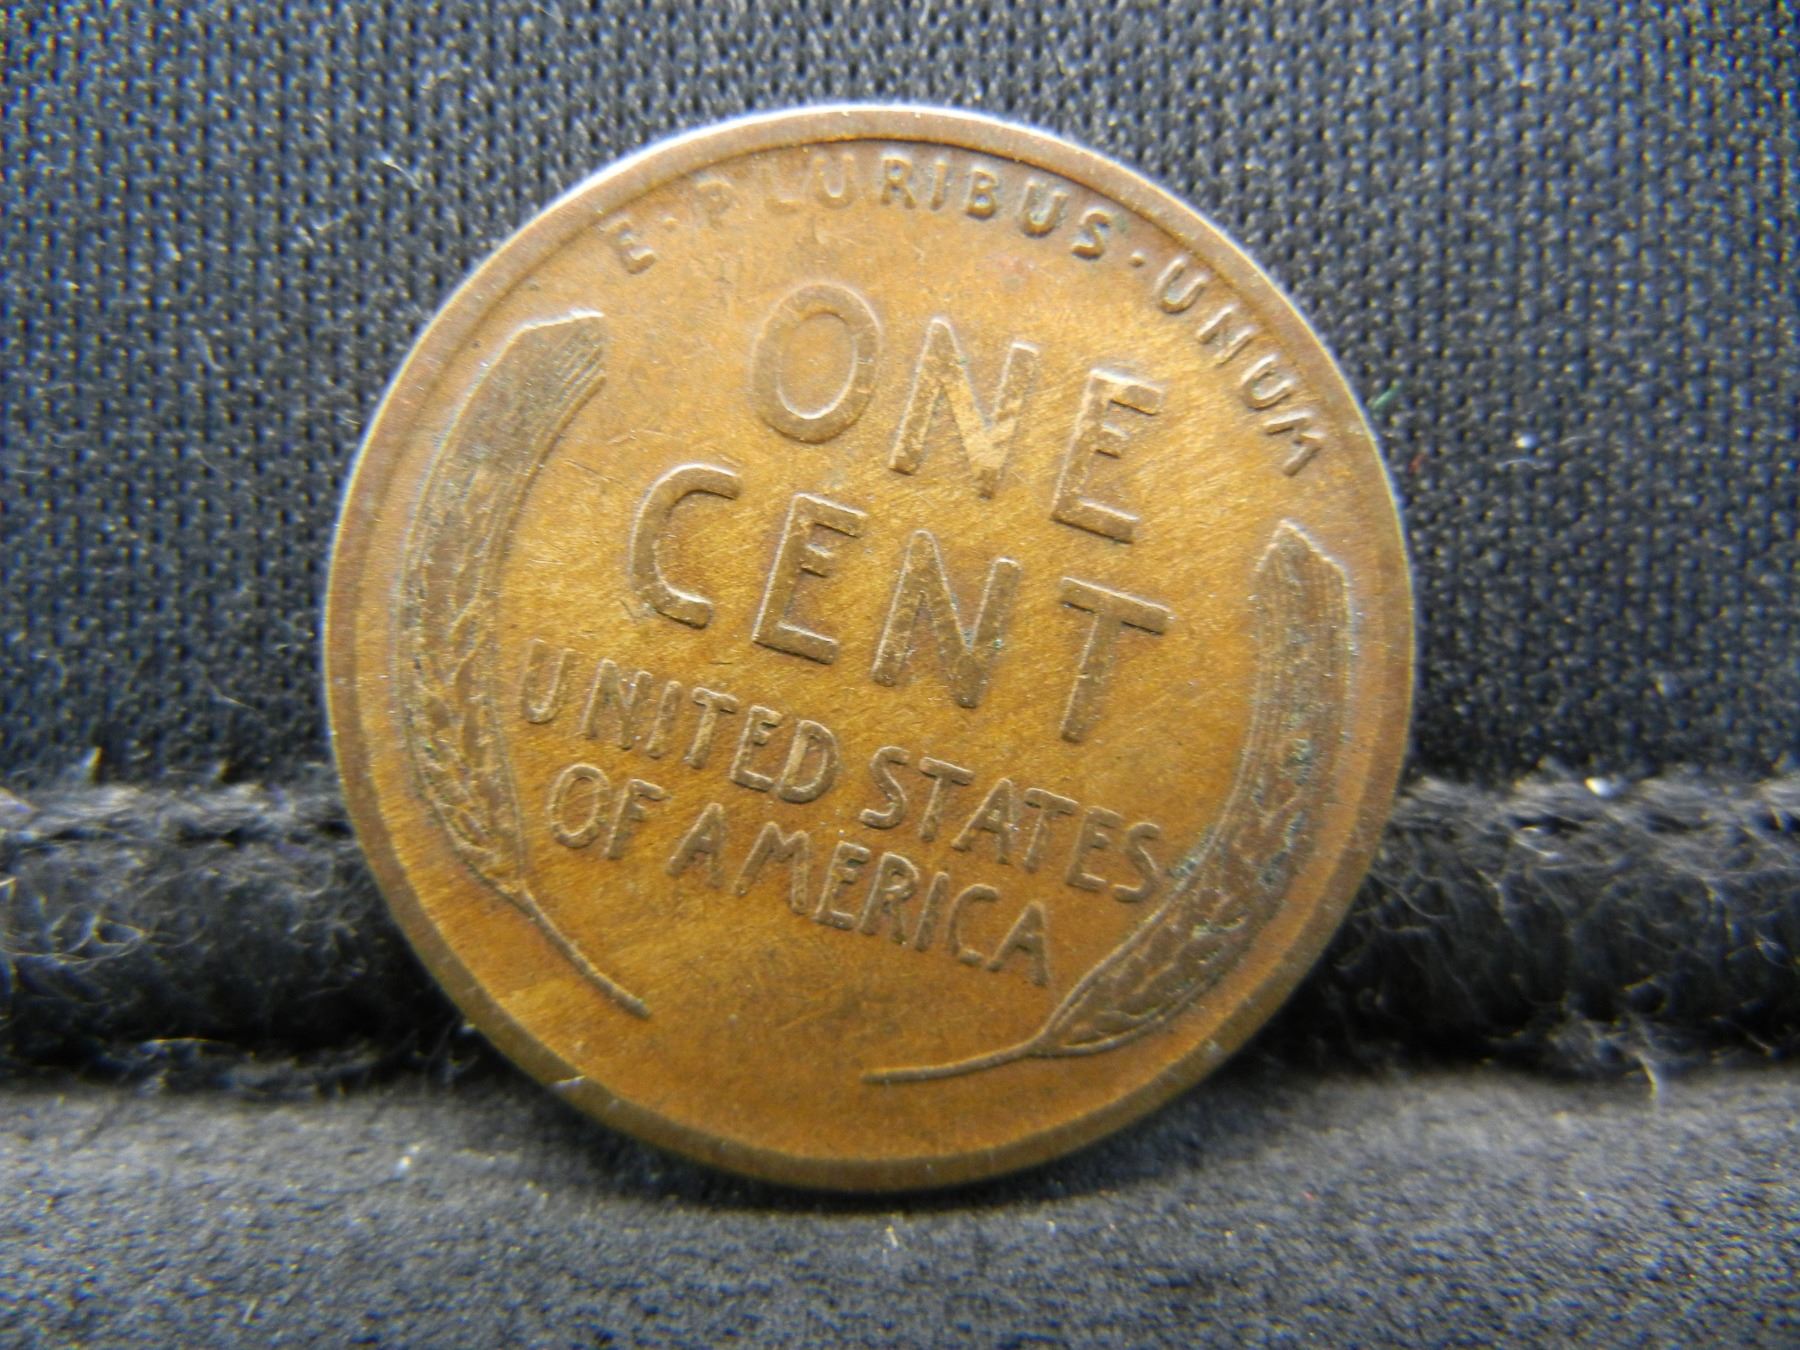 E·PLURIBUS·UNUM
ONE
CENT
UNITED STATES
OF AMERICA